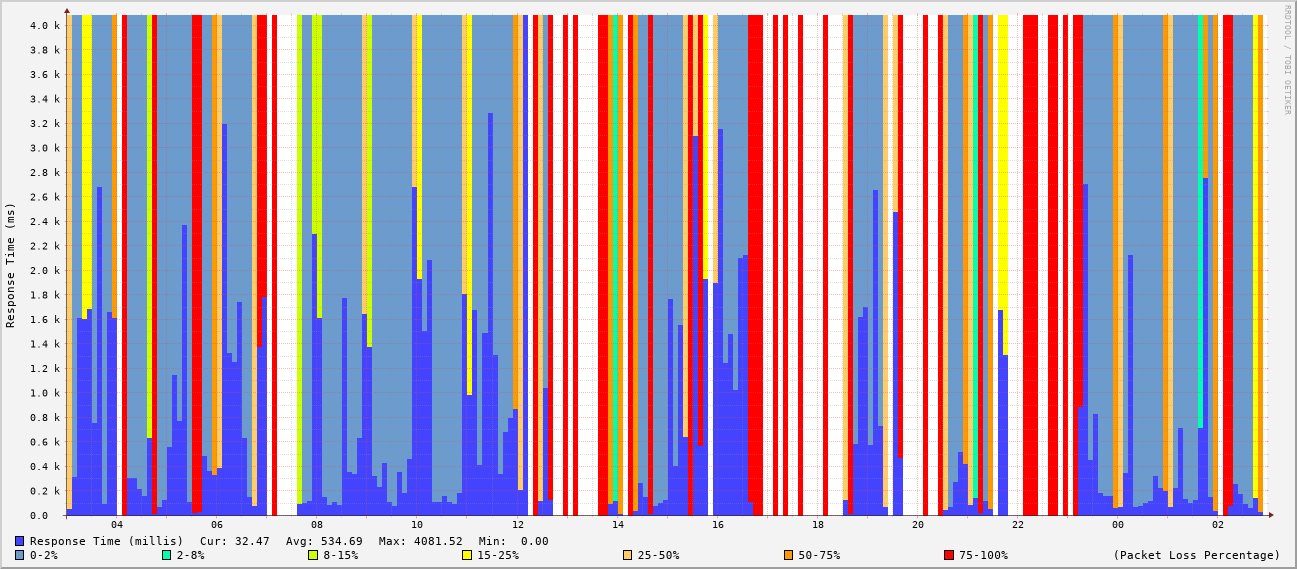 RRDTOOL / TOBI OETIKER
Response Time (ms)
4.0 k
3.8 k
3.6 k
3.4 k
3.2 k
3.0 k
2.8 k
2.6 k
2.4 k
2.2 k
2.0 k
1.8 k
1.6 k
1.4 k
1.2 k
1.0 k
0.8 k
0.6 k
0.4 k
0.2 k
0.0
04 06 08 10 12 14 16 18 20 22 00 02
Response Time (millis) Cur: 32.47 Avg: 534.69 Max: 4081.52 Min: 0.00
0-2% 2-8% 8-15% 15-25% 25-50% 50-75% 75-100% (Packet Loss Percentage)